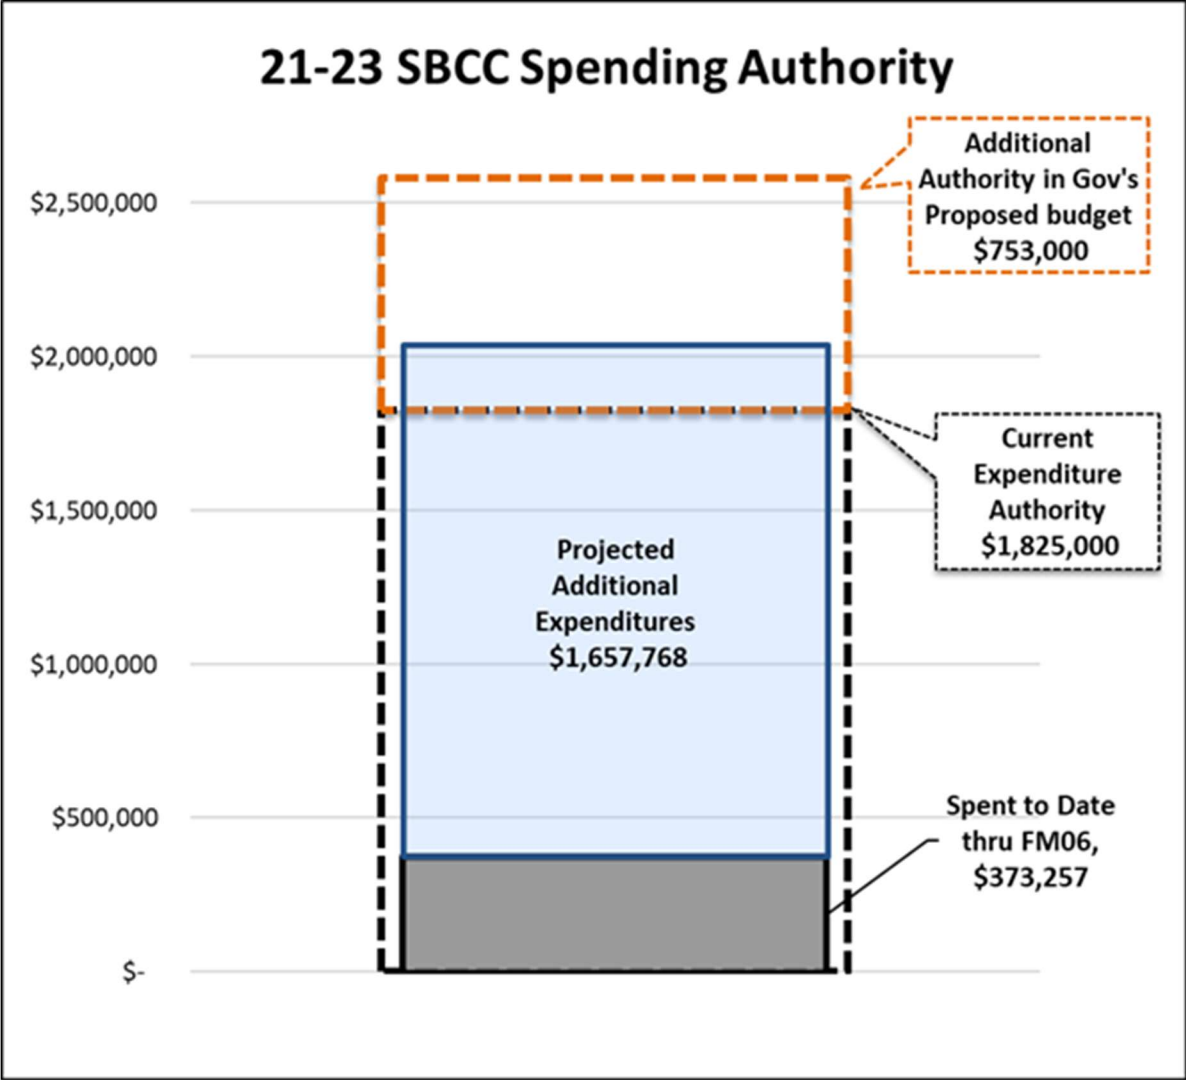 21-23 SBCC Spending Authority
Additional
Authority in Gov's
Proposed budget
$753,000
$2,500,000
$2,000,000
Current
Expenditure
Authority
$1,825,000
$1,500,000
Projected
Additional
Expenditures
$1,657,768
$1,000,000
$500,000
Spent to Date
thru FM06,
$373,257
$-